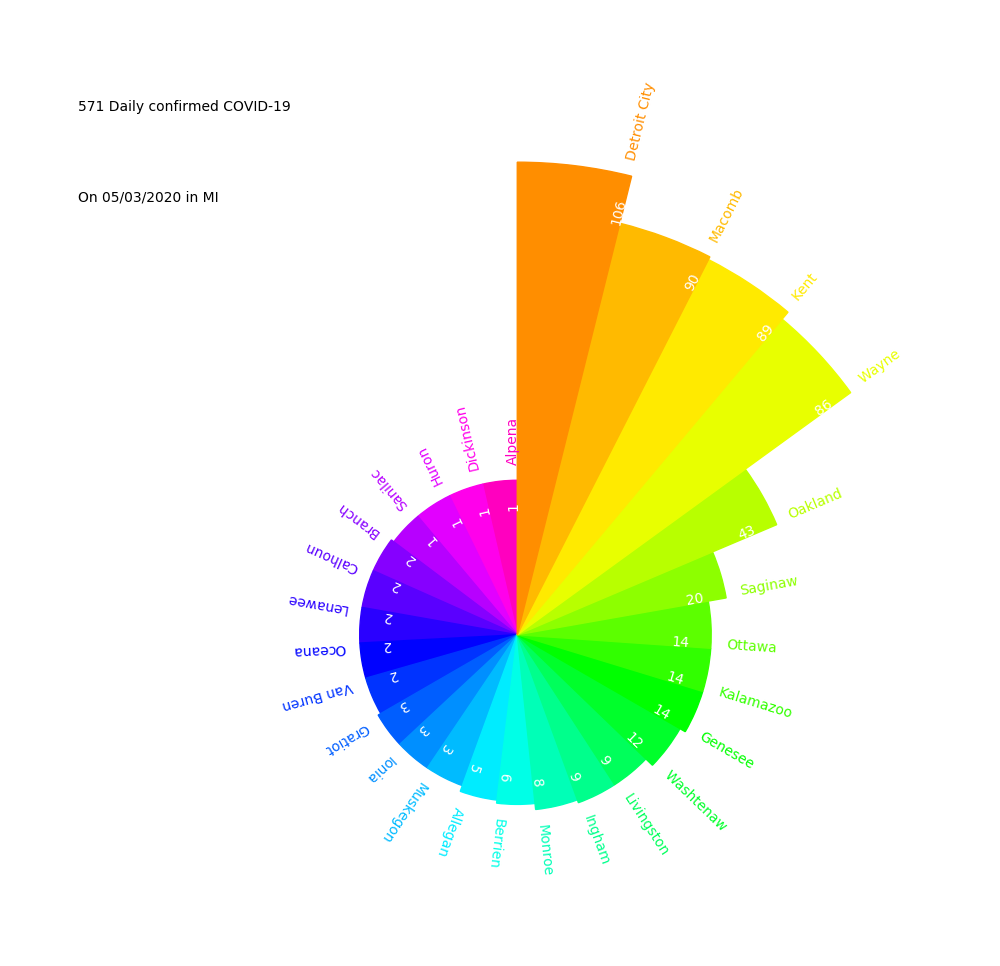 571 Daily confirmed COVID-19
On 05/03/2020 in MI
Detroit City
106
Macomb
90
Kent
89
Wayne
86
Oakland
43
Saginaw
20
Ottawa
14
Kalamazoo
14
Genesee
14
Washtenaw
12
Livingston
9
Ingham
9
Monroe
8
Berrien
6
Allegan
5
Muskegon
3
Ionia
3
Gratiot
3
Van Buren
2
Oceana
2
Lenawee
2
Calhoun
2
Branch
2
Sanilac
1
Huron
1
Dickinson
1
Alpena
1